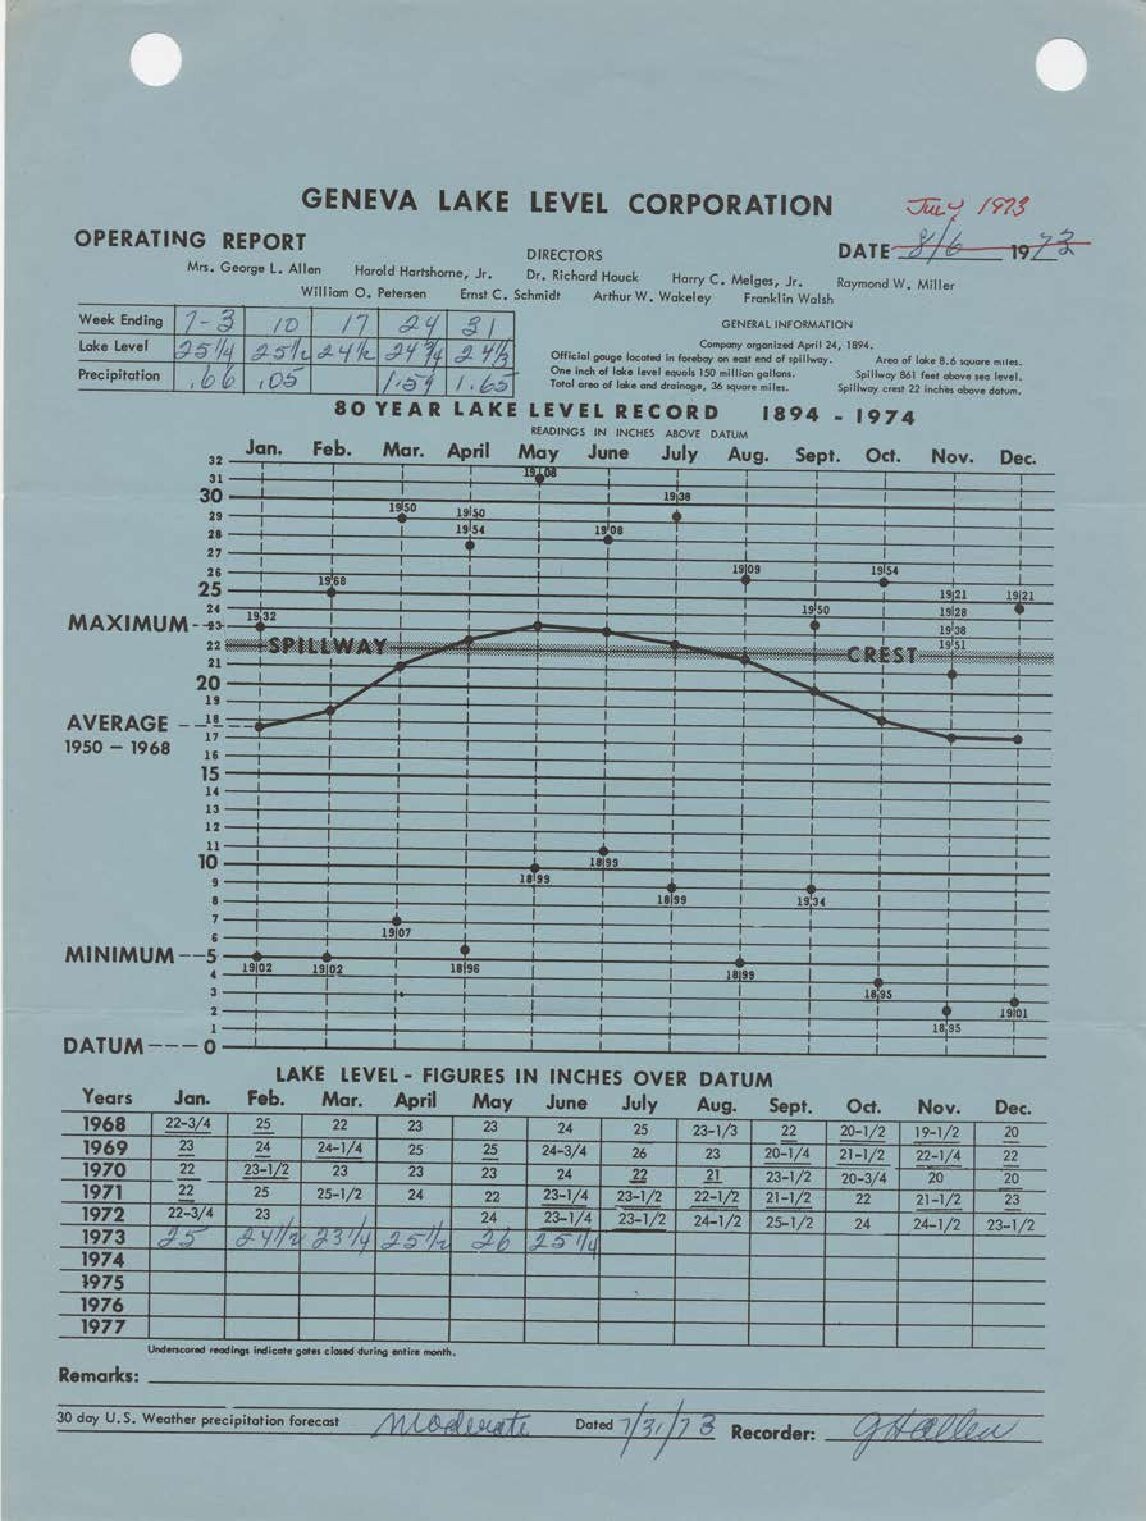 GENEVA LAKE LEVEL CORPORATION
July 1973
OPERATING REPORT
DATE 8/6 1973
DIRECTORS
Mrs. George L. Allen Harold Hartshorne, Jr. Dr. Richard Houck Harry C. Melges, Jr. Raymond W. Miller
William O. Petersen Ernst C. Schmidt Arthur W. Wakeley Franklin Walsh
Week Ending 7-3 10 17 24 31
Lake Level 25 1/4 25 1/2 24 1/2 24 3/4 24 1/3
Precipitation .66 .05 1.59 1.65
GENERAL INFORMATION
Company organized April 24, 1894.
Official gauge located in forebay on east end of spillway. Area of lake 8.6 square miles.
One inch of lake level equals 150 million gallons. Spillway 861 feet above sea level.
Total area of lake and drainage, 36 square miles. Spillway crest 22 inches above datum.
80 YEAR LAKE LEVEL RECORD 1894 - 1974
READINGS IN INCHES ABOVE DATUM
Jan. Feb. Mar. April May June July Aug. Sept. Oct. Nov. Dec.
32
31 1908
30 1938
29 1950 1950
28 1954 1908
27
26 1909 1954
25 1968 1921 1921
24 1932 1950 1928
MAXIMUM 23 1938
22 SPILLWAY CREST 1951
21
20
19
AVERAGE 18
1950 - 1968 17
16
15
14
13
12
11
10 1899
9 1899
8 1899 1934
7 1907
6
MINIMUM 5
4 1902 1902 1896 1899
3 1895
2 1901
1 1895
DATUM 0
LAKE LEVEL - FIGURES IN INCHES OVER DATUM
Years Jan. Feb. Mar. April May June July Aug. Sept. Oct. Nov. Dec.
1968 22-3/4 25 22 23 23 24 25 23-1/3 22 20-1/2 19-1/2 20
1969 23 24 24-1/4 25 25 24-3/4 26 23 20-1/4 21-1/2 22-1/4 22
1970 22 23-1/2 23 23 23 24 22 21 23-1/2 20-3/4 20 20
1971 22 25 25-1/2 24 22 23-1/4 23-1/2 22-1/2 21-1/2 22 21-1/2 23
1972 22-3/4 23 24 23-1/4 23-1/2 24-1/2 25-1/2 24 24-1/2 23-1/2
1973 25 24 1/2 23 1/4 25 1/2 26 25 1/4
1974
1975
1976
1977
Underscored readings indicate gates closed during entire month.
Remarks:
30 day U.S. Weather precipitation forecast Moderate Dated 7/31/73 Recorder: GHAllen